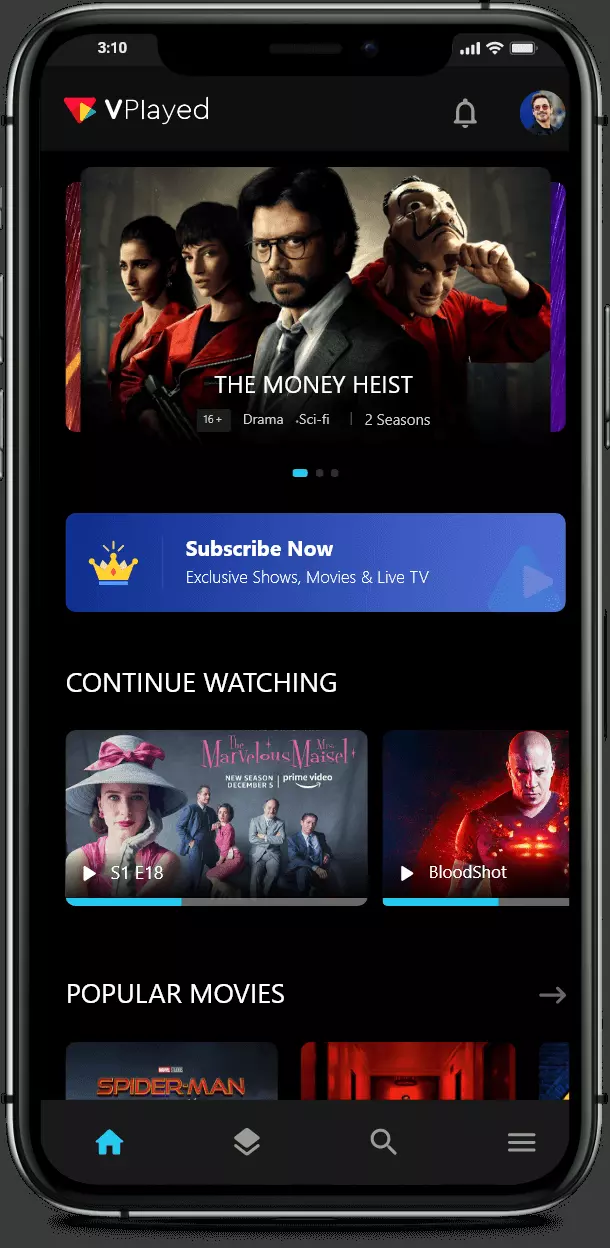 3:10
VPlayed
THE MONEY HEIST
16+ Drama .Sci-fi | 2 Seasons
Subscribe Now
Exclusive Shows, Movies & Live TV
CONTINUE WATCHING
The Marvelous Mrs. Maisel
NEW SEASON
DECEMBER 5 | prime video
S1 E18
BloodShot
POPULAR MOVIES
MARVEL STUDIOS
SPIDER-MAN